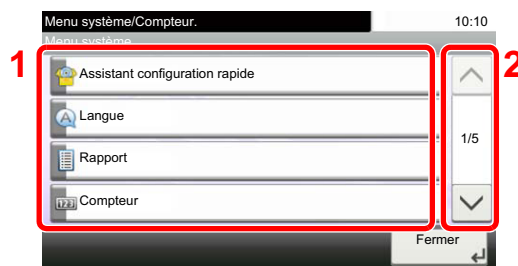 Menu système/Compteur. 10:10
Menu système
1
2
Assistant configuration rapide
Langue
1/5
Rapport
123 Compteur
Fermer